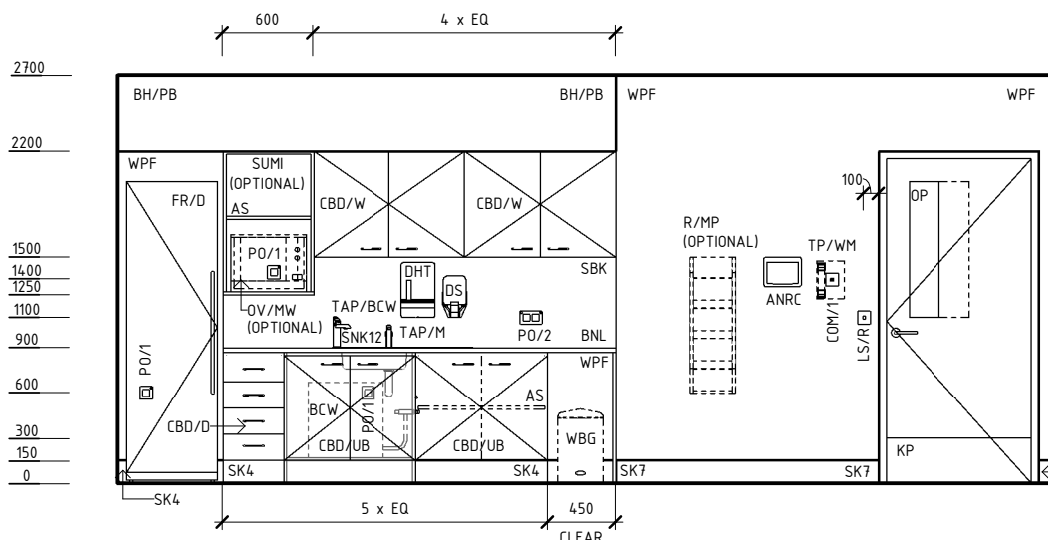 600
4 x EQ
2700
BH/PB
BH/PB
WPF
WPF
2200
WPF
SUMI
(OPTIONAL)
FR/D
AS
CBD/W
CBD/W
100
OP
R/MP
(OPTIONAL)
TP/WM
1500
PO/1
SBK
1400
DHT
DS
1250
OV/MW
(OPTIONAL)
TAP/BCW
ANRC
COM/1
1100
SNK12
TAP/M
PO/2
BNL
LS/R
900
PO/1
WPF
600
BCW
PO/1
AS
CBD/D
CBD/UB
CBD/UB
WBG
300
KP
150
SK4
SK4
SK7
SK7
0
SK4
5 x EQ
450
CLEAR